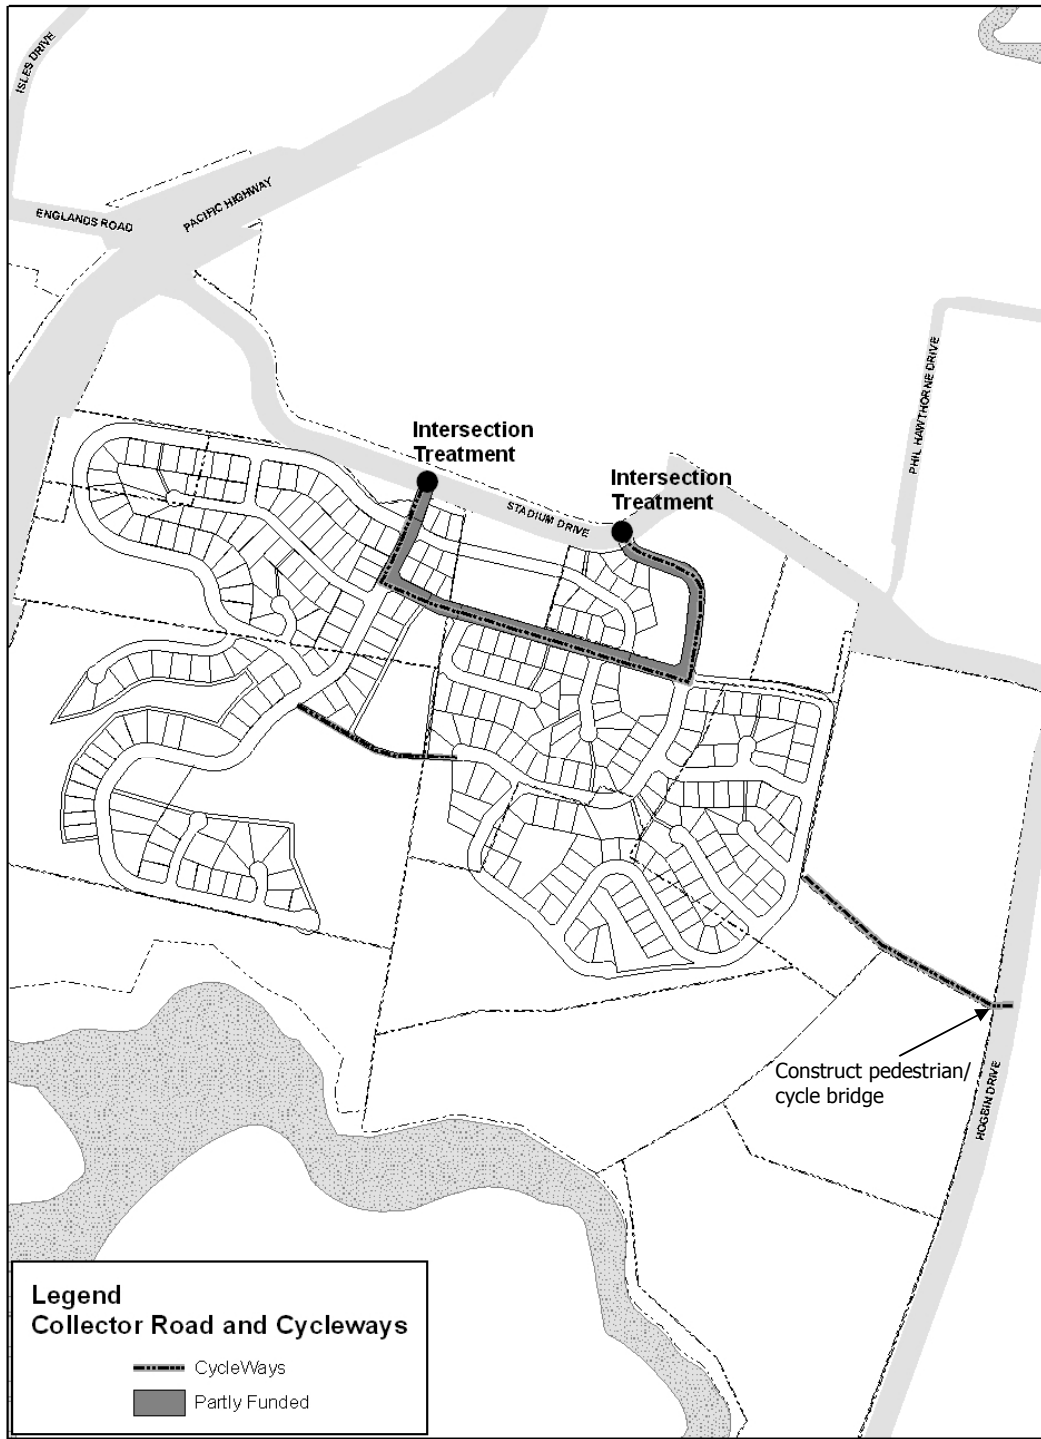 ISLES DRIVE
ENGLANDS ROAD
PACIFIC HIGHWAY
PHIL HAWTHORNE DRIVE
Intersection
Treatment
Intersection
Treatment
STADIUM DRIVE
Construct pedestrian/
cycle bridge
HOGBIN DRIVE
Legend
Collector Road and Cycleways
CycleWays
Partly Funded